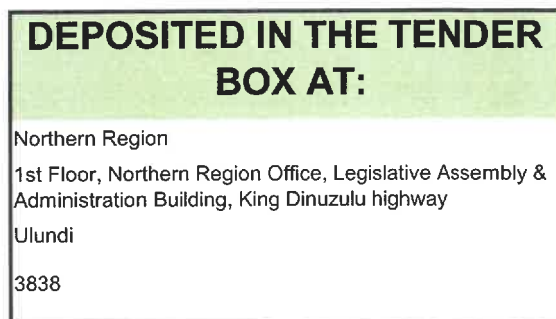 DEPOSITED IN THE TENDER
BOX AT:
Northern Region
1st Floor, Northern Region Office, Legislative Assembly &
Administration Building, King Dinuzulu highway
Ulundi
3838